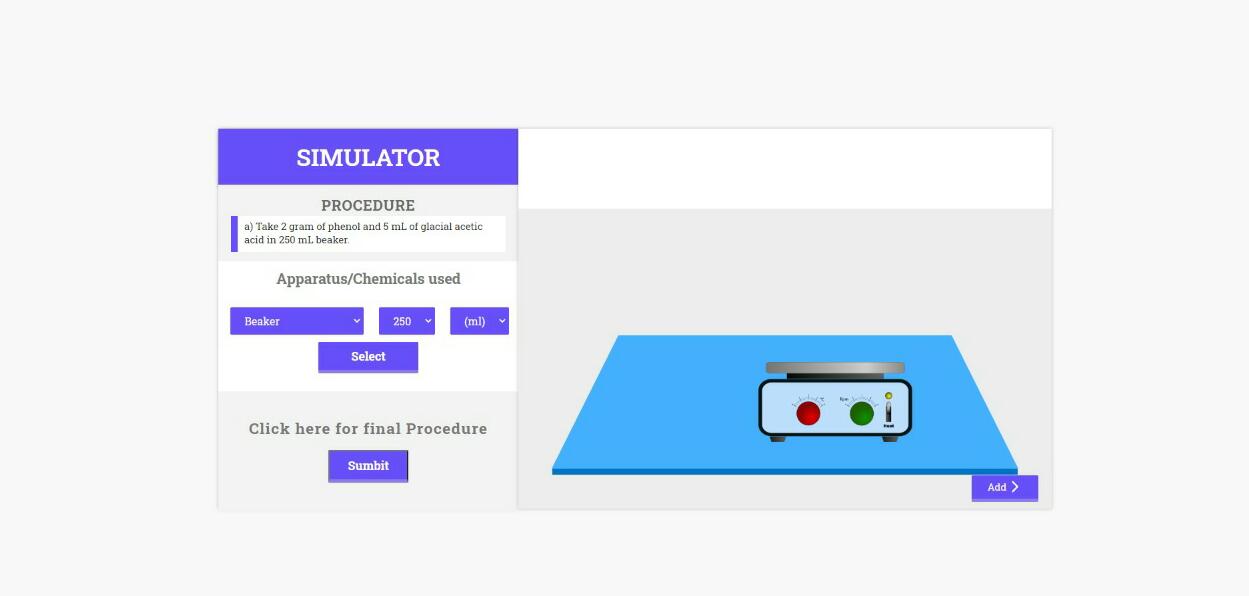 SIMULATOR
PROCEDURE
a) Take 2 gram of phenol and 5 mL of glacial acetic
acid in 250 mL beaker.
Apparatus/Chemicals used
Beaker 250 (ml)
Select
Click here for final Procedure
Sumbit
°C Rpm
Heat
Add